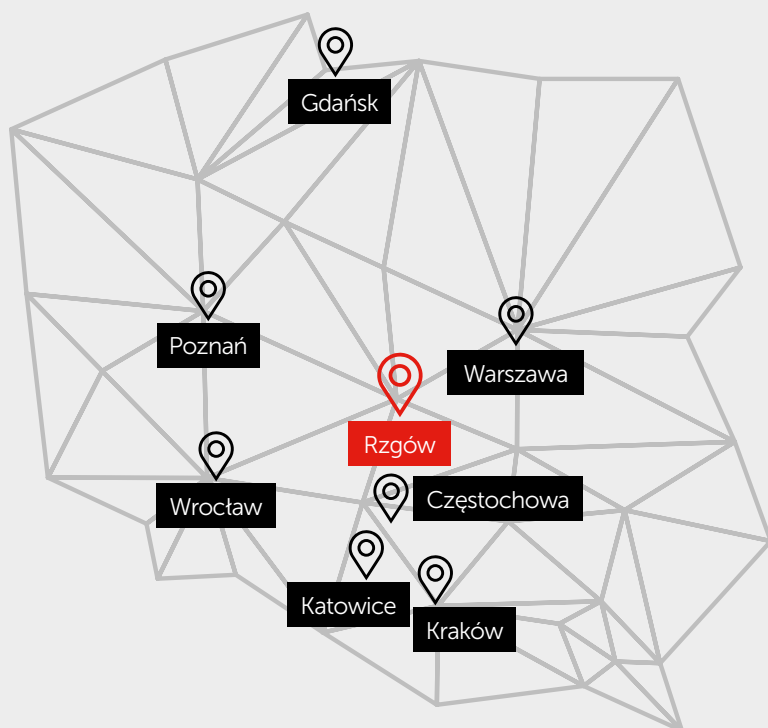 Gdańsk
Poznań
Warszawa
Rzgów
Częstochowa
Wrocław
Katowice
Kraków